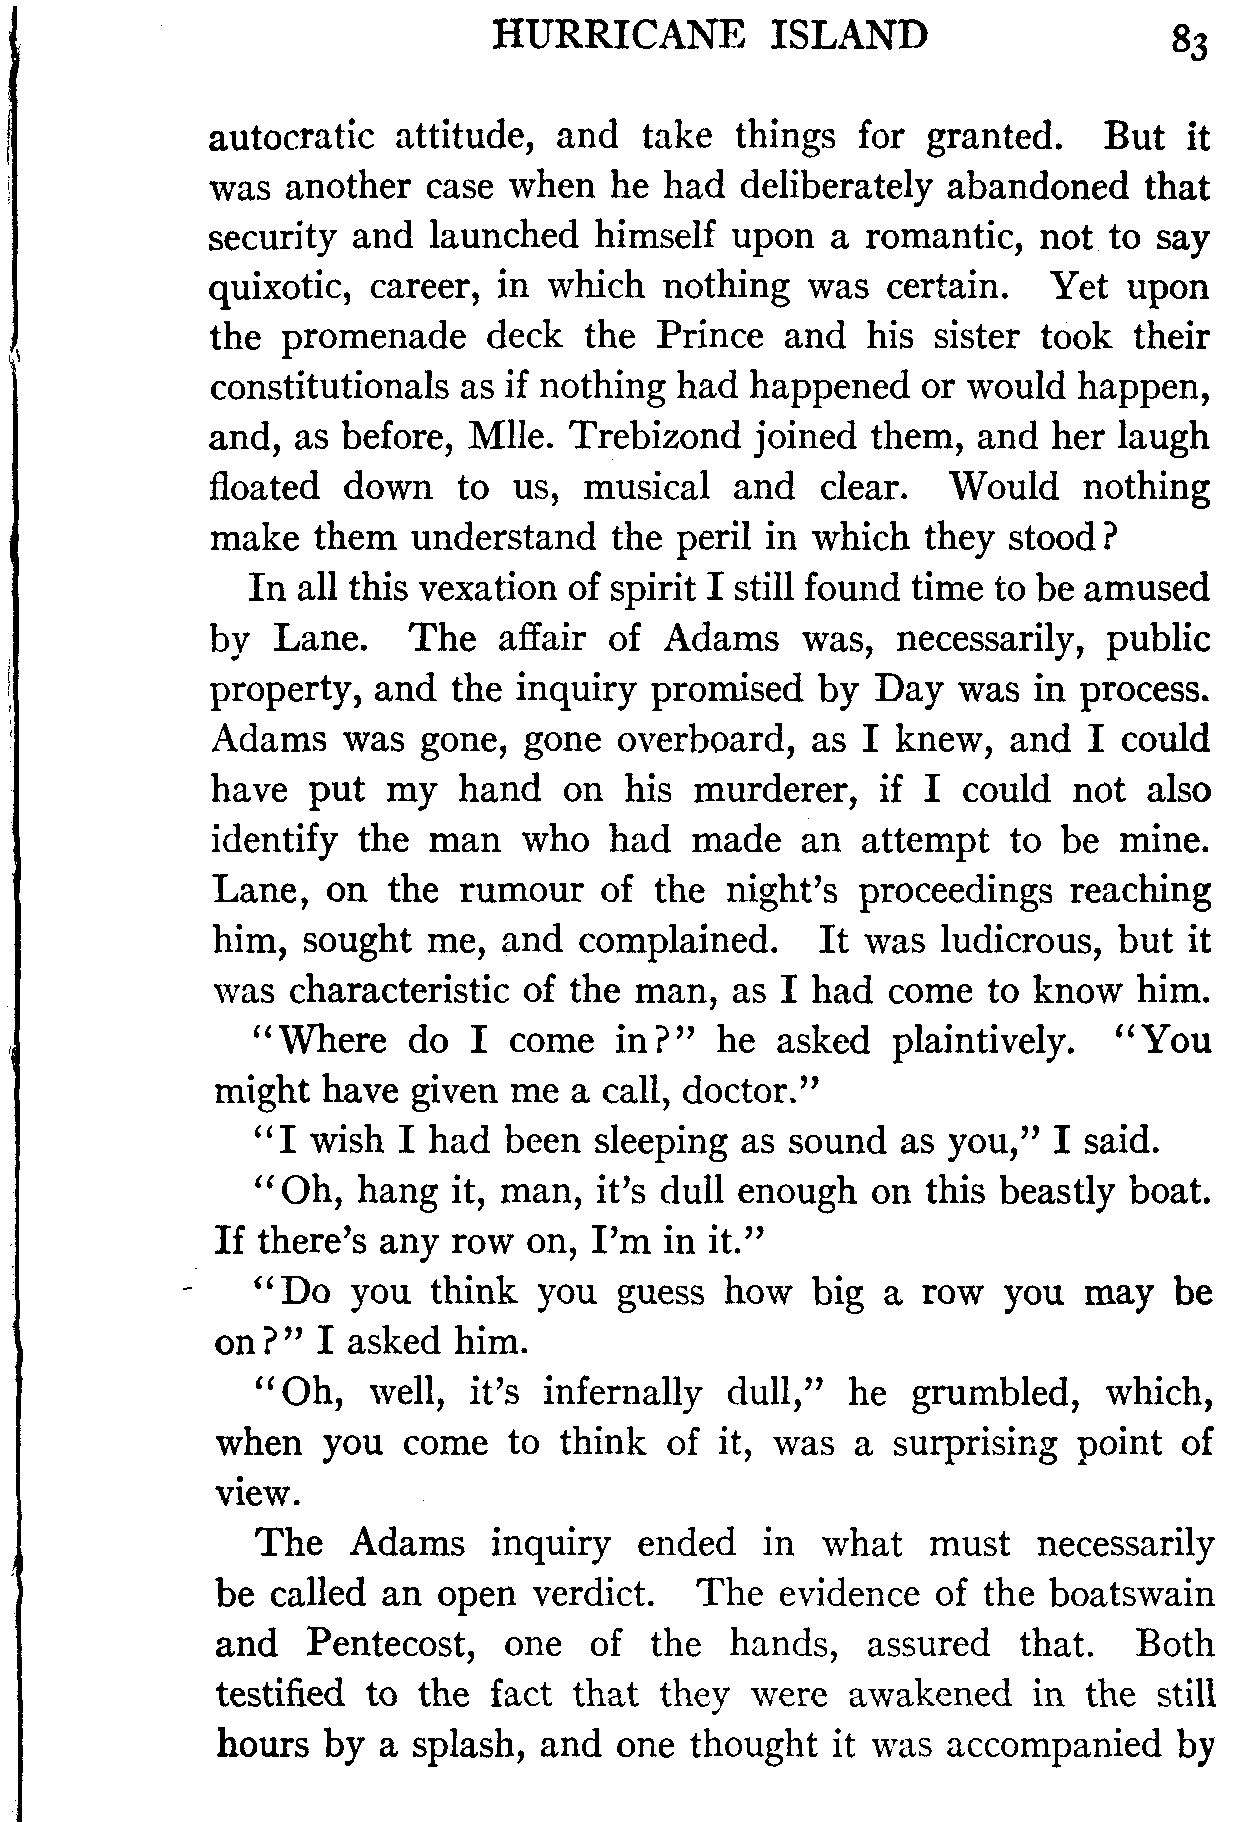 HURRICANE ISLAND 83
autocratic attitude, and take things for granted. But it
was another case when he had deliberately abandoned that
security and launched himself upon a romantic, not to say
quixotic, career, in which nothing was certain. Yet upon
the promenade deck the Prince and his sister took their
constitutionals as if nothing had happened or would happen,
and, as before, Mlle. Trebizond joined them, and her laugh
floated down to us, musical and clear. Would nothing
make them understand the peril in which they stood?
In all this vexation of spirit I still found time to be amused
by Lane. The affair of Adams was, necessarily, public
property, and the inquiry promised by Day was in process.
Adams was gone, gone overboard, as I knew, and I could
have put my hand on his murderer, if I could not also
identify the man who had made an attempt to be mine.
Lane, on the rumour of the night's proceedings reaching
him, sought me, and complained. It was ludicrous, but it
was characteristic of the man, as I had come to know him.
"Where do I come in?" he asked plaintively. "You
might have given me a call, doctor."
"I wish I had been sleeping as sound as you," I said.
"Oh, hang it, man, it's dull enough on this beastly boat.
If there's any row on, I'm in it."
"Do you think you guess how big a row you may be
on?" I asked him.
"Oh, well, it's infernally dull," he grumbled, which,
when you come to think of it, was a surprising point of
view.
The Adams inquiry ended in what must necessarily
be called an open verdict. The evidence of the boatswain
and Pentecost, one of the hands, assured that. Both
testified to the fact that they were awakened in the still
hours by a splash, and one thought it was accompanied by